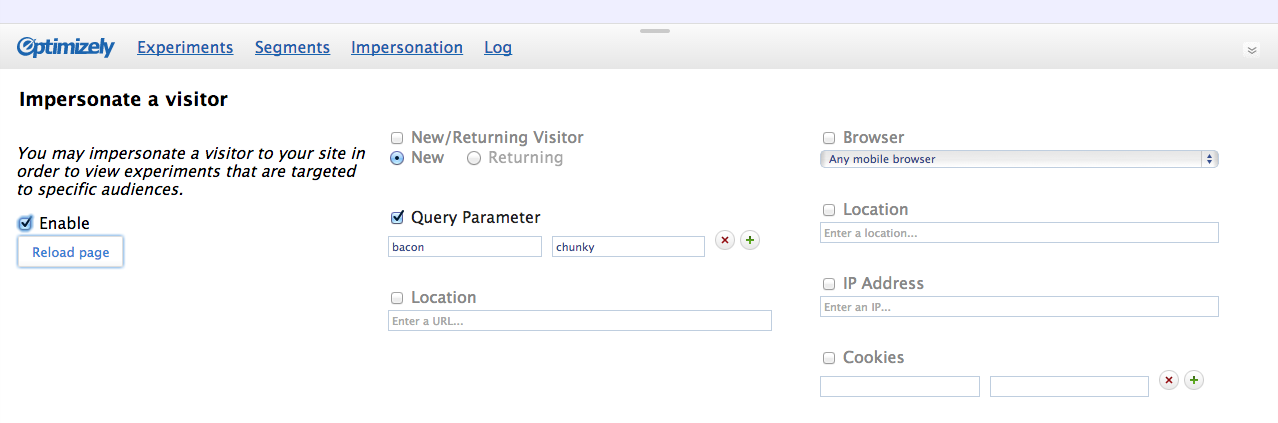 Optimizely Experiments Segments Impersonation Log
Impersonate a visitor
You may impersonate a visitor to your site in
order to view experiments that are targeted
to specific audiences.
Enable
Reload page
New/Returning Visitor
New Returning
Query Parameter
bacon chunky
Location
Enter a URL...
Browser
Any mobile browser
Location
Enter a location...
IP Address
Enter an IP...
Cookies